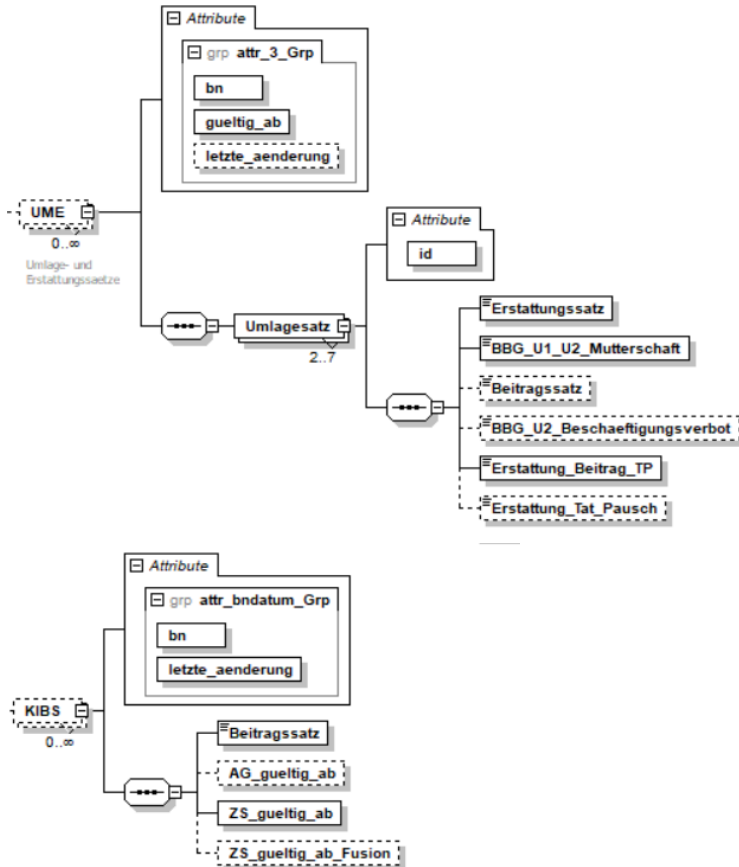 Attribute
grp attr_3_Grp
bn
gueltig_ab
letzte_aenderung
UME
0..∞
Umlage- und
Erstattungssaetze
Attribute
id
Umlagesatz
2..7
Erstattungssatz
BBG_U1_U2_Mutterschaft
Beitragssatz
BBG_U2_Beschaeftigungsverbot
Erstattung_Beitrag_TP
Erstattung_Tat_Pausch
Attribute
grp attr_bndatum_Grp
bn
letzte_aenderung
KIBS
0..∞
Beitragssatz
AG_gueltig_ab
ZS_gueltig_ab
ZS_gueltig_ab_Fusion